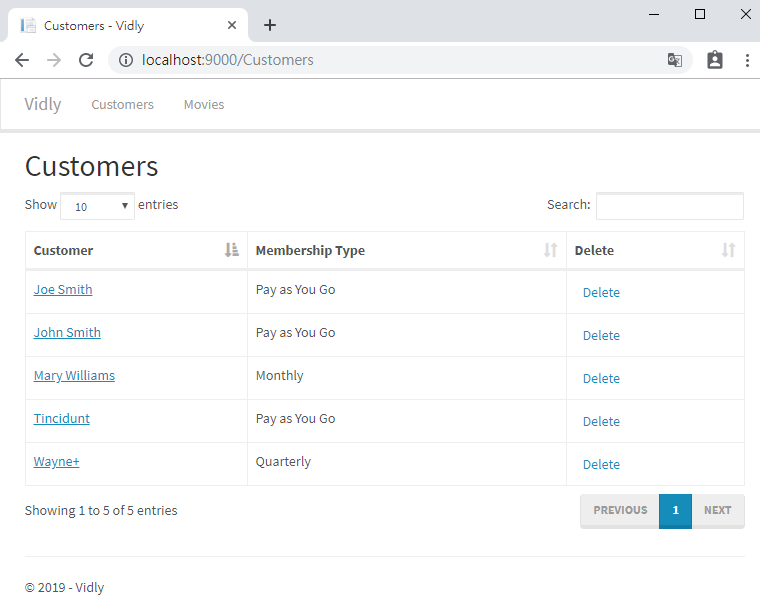 Customers - Vidly
localhost:9000/Customers
Vidly Customers Movies
Customers
Show 10 entries Search:
Customer Membership Type Delete
Joe Smith Pay as You Go Delete
John Smith Pay as You Go Delete
Mary Williams Monthly Delete
Tincidunt Pay as You Go Delete
Wayne+ Quarterly Delete
Showing 1 to 5 of 5 entries PREVIOUS 1 NEXT
© 2019 - Vidly